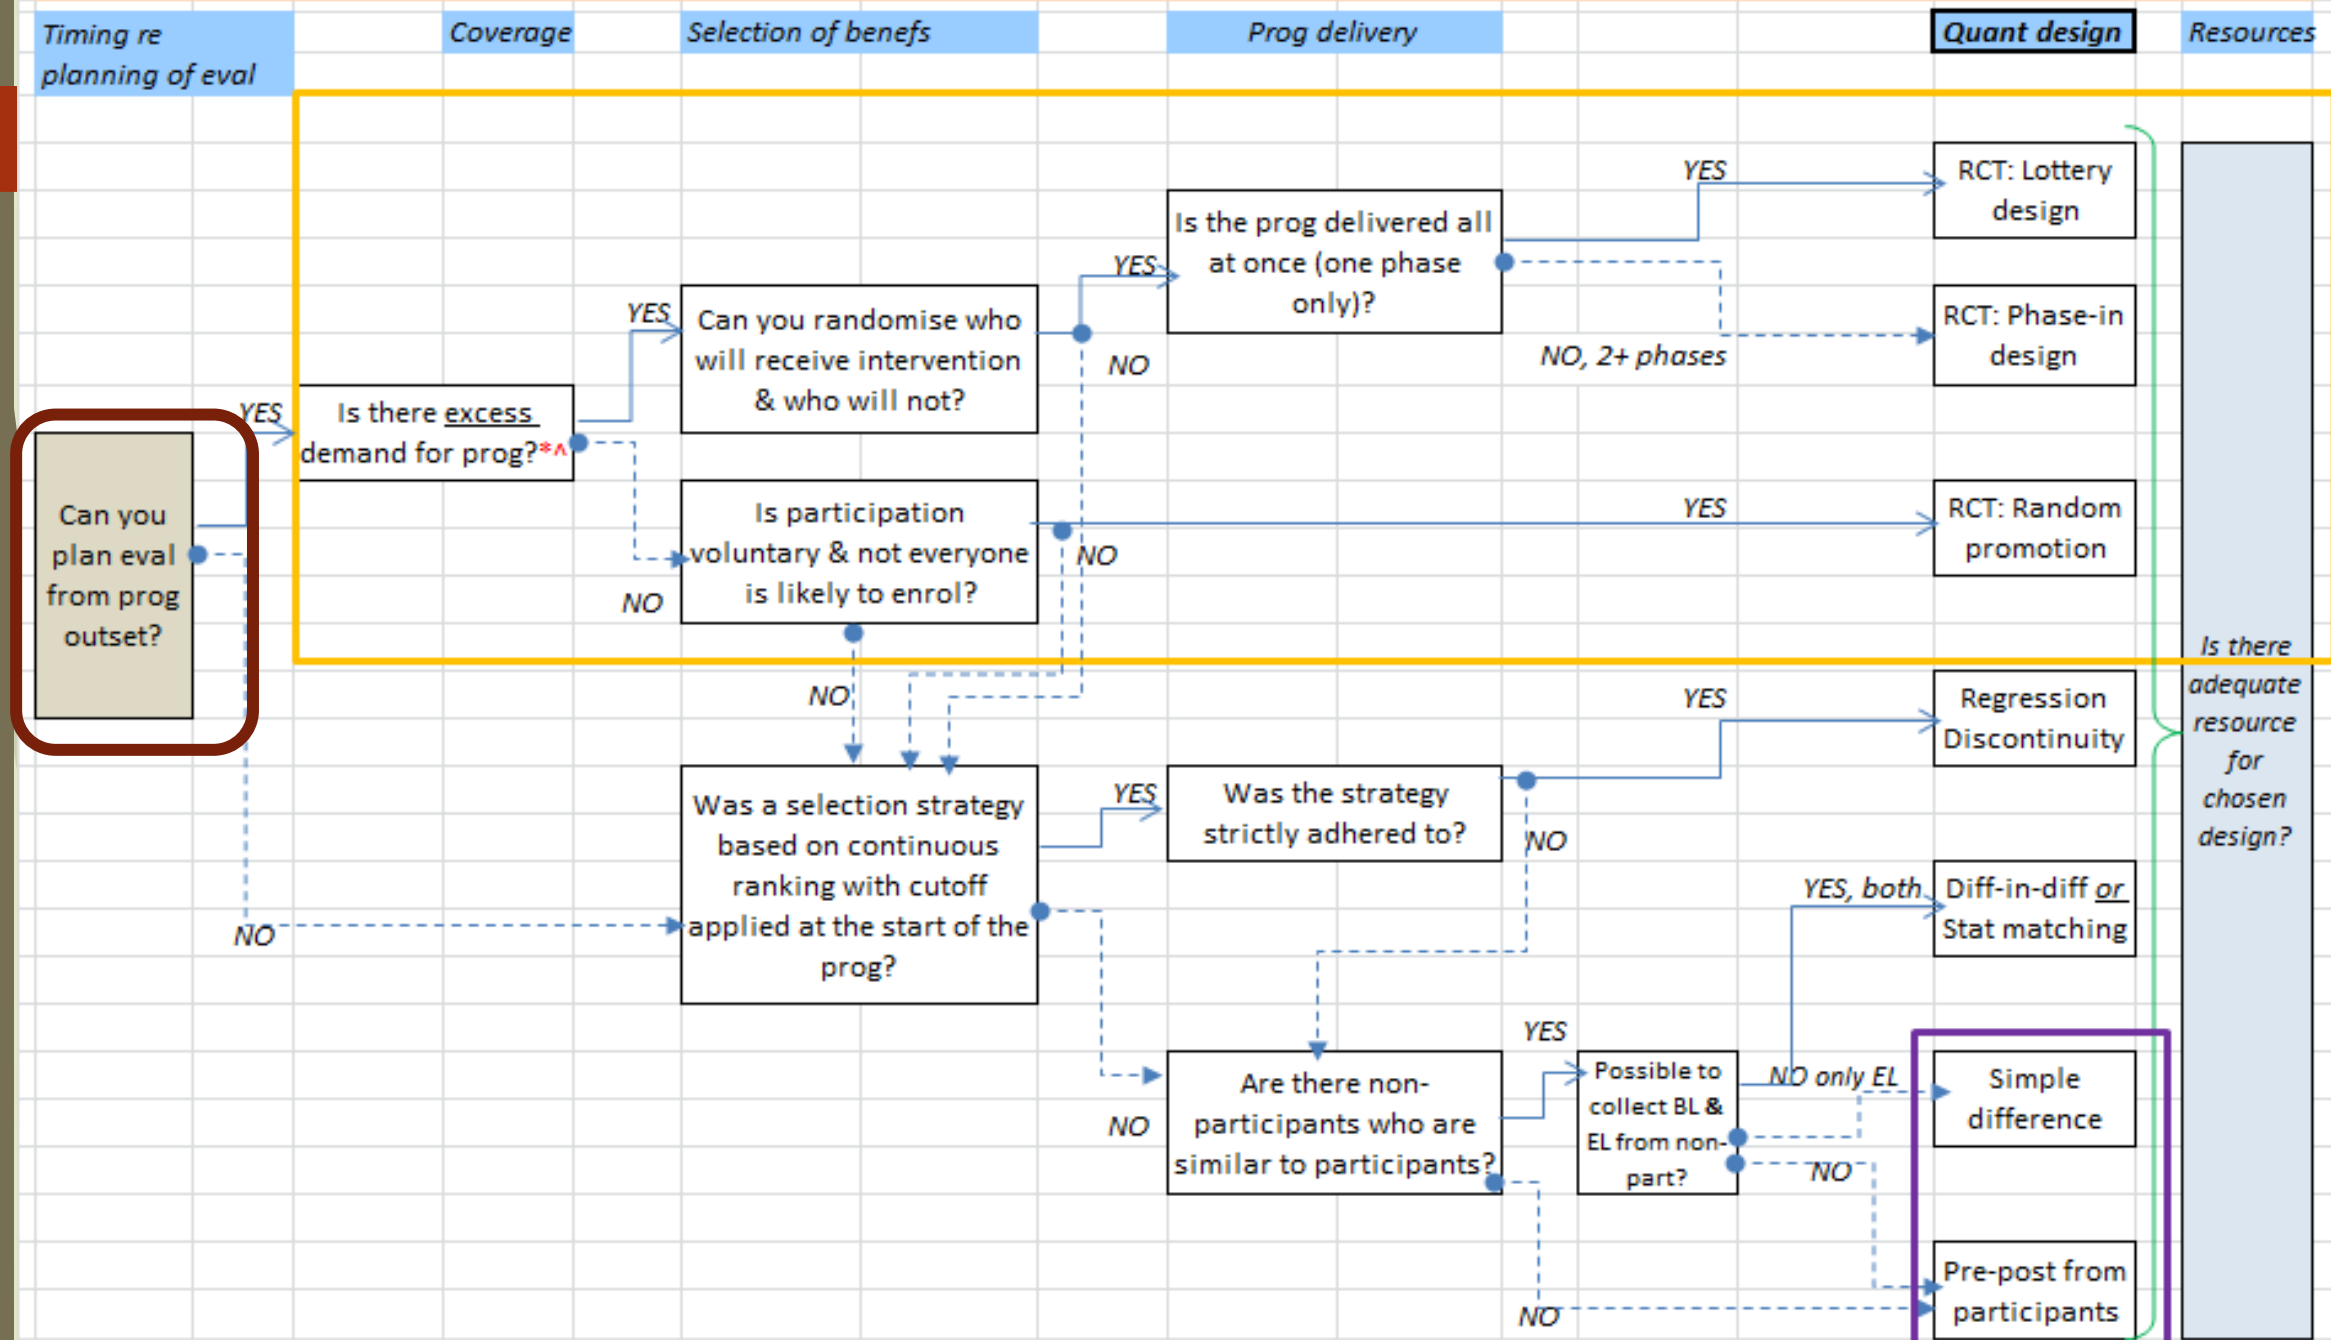 Timing re
planning of eval
Coverage
Selection of benefs
Prog delivery
Quant design
Resources
Can you
plan eval
from prog
outset?
YES
NO
Is there excess
demand for prog?*^
YES
NO
Can you randomise who
will receive intervention
& who will not?
YES
NO
Is participation
voluntary & not everyone
is likely to enrol?
YES
NO
NO
Is the prog delivered all
at once (one phase
only)?
YES
NO, 2+ phases
RCT: Lottery
design
RCT: Phase-in
design
RCT: Random
promotion
Was a selection strategy
based on continuous
ranking with cutoff
applied at the start of the
prog?
YES
NO
Was the strategy
strictly adhered to?
YES
NO
Regression
Discontinuity
Are there non-
participants who are
similar to participants?
YES
NO
Possible to
collect BL &
EL from non-
part?
YES, both
NO only EL
NO
Diff-in-diff or
Stat matching
Simple
difference
Pre-post from
participants
Is there
adequate
resource
for
chosen
design?